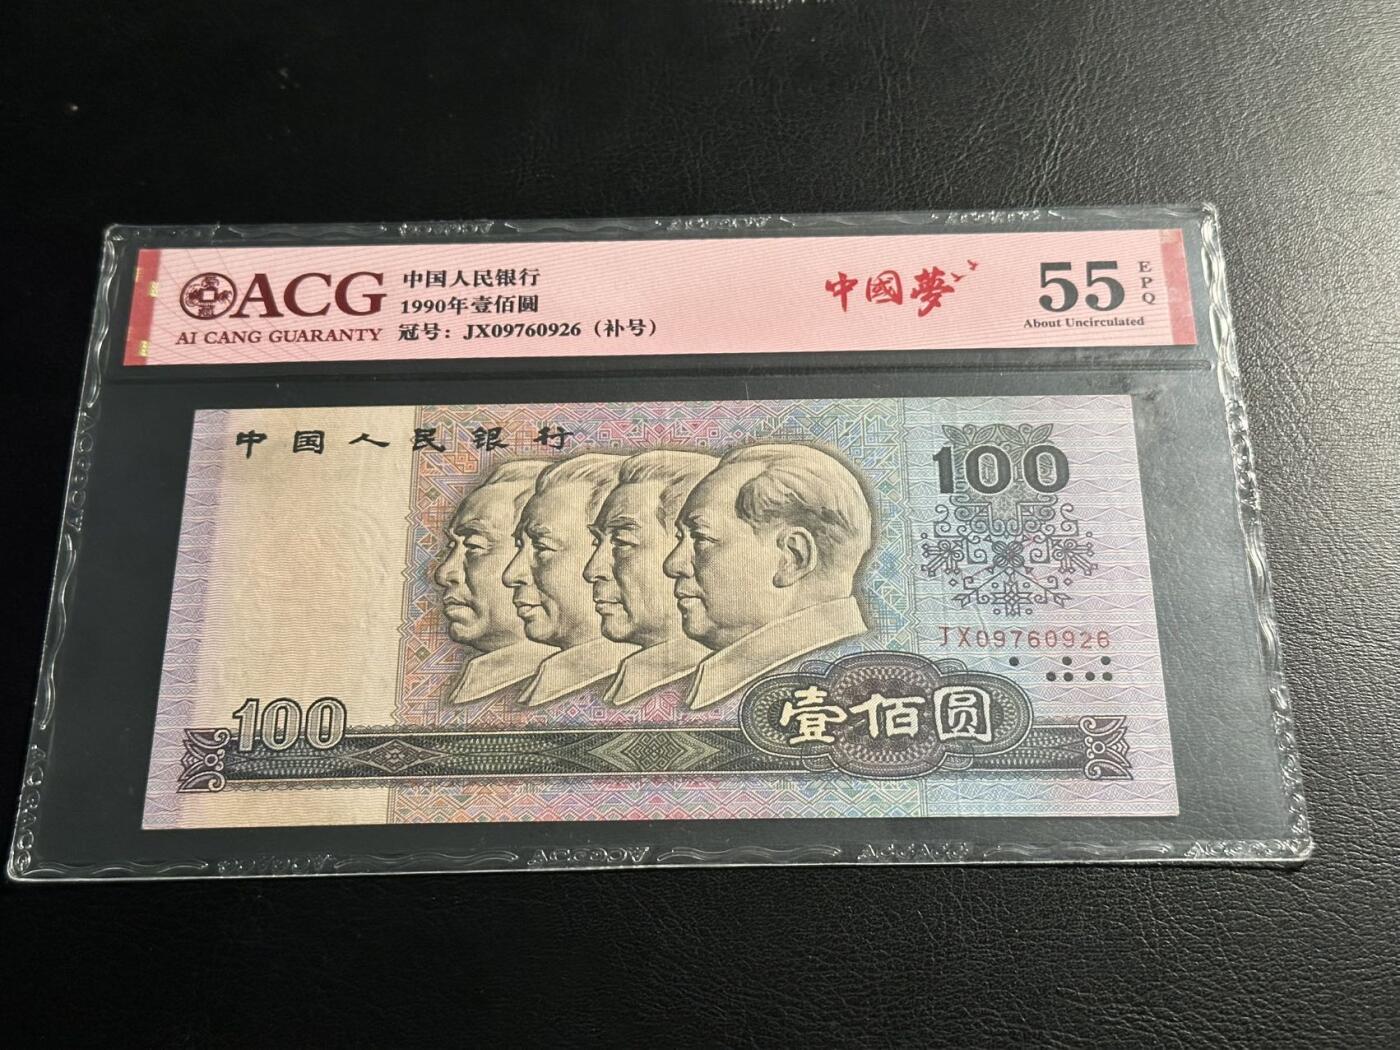 ACG
AI CANG GUARANTY
中国人民银行
1990年壹佰圆
冠号：JX09760926（补号）
中國夢
55
EPQ
About Uncirculated
中国人民银行
100
JX09760926
100
壹佰圆